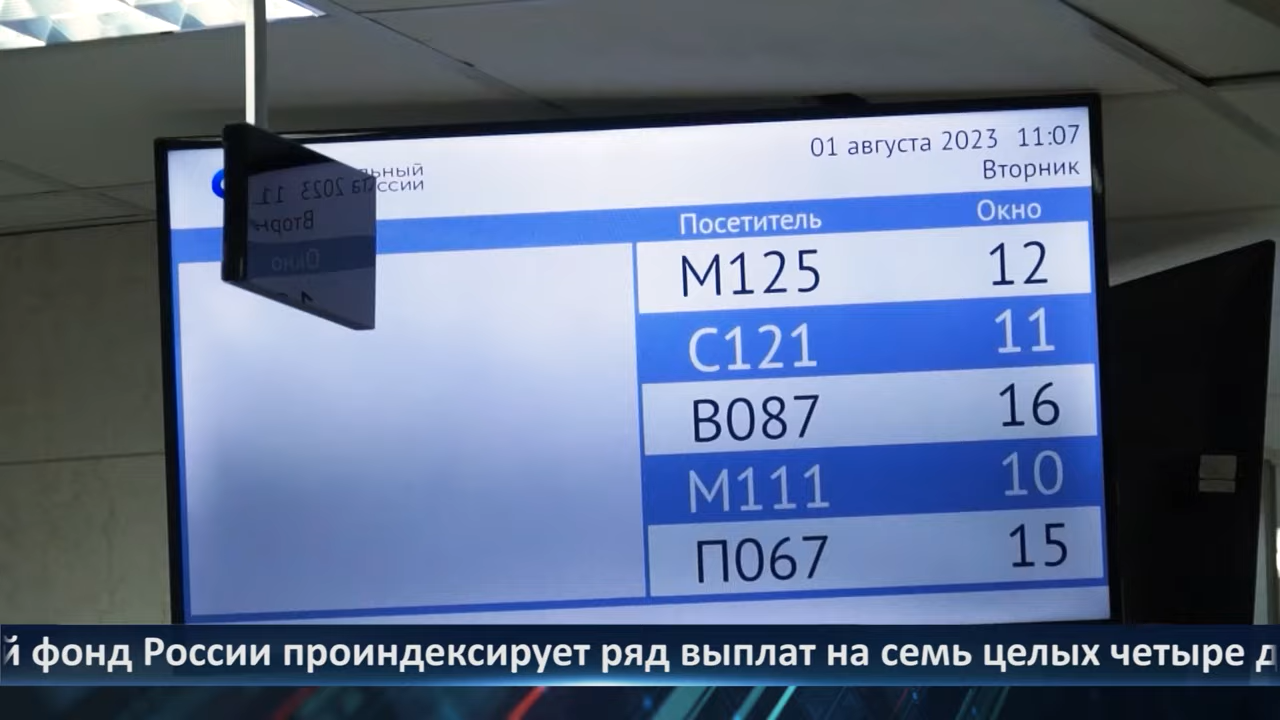 01 августа 2023 11:07
Вторник
Посетитель Окно
М125 12
С121 11
В087 16
М111 10
П067 15
фонд России проиндексирует ряд выплат на семь целых четыре